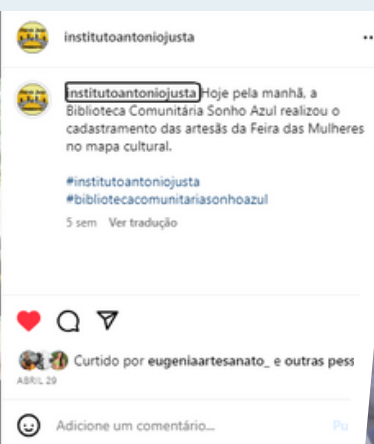 institutoantoniojusta
institutoantoniojusta Hoje pela manhã, a
Biblioteca Comunitária Sonho Azul realizou o
cadastramento das artesãs da Feira das Mulheres
no mapa cultural.
#institutoantoniojusta
#bibliotecacomunitariasonhoazul
5 sem Ver tradução
Curtido por eugeniaartesanato_ e outras pess
ABRIL 29
Adicione um comentário... Pu